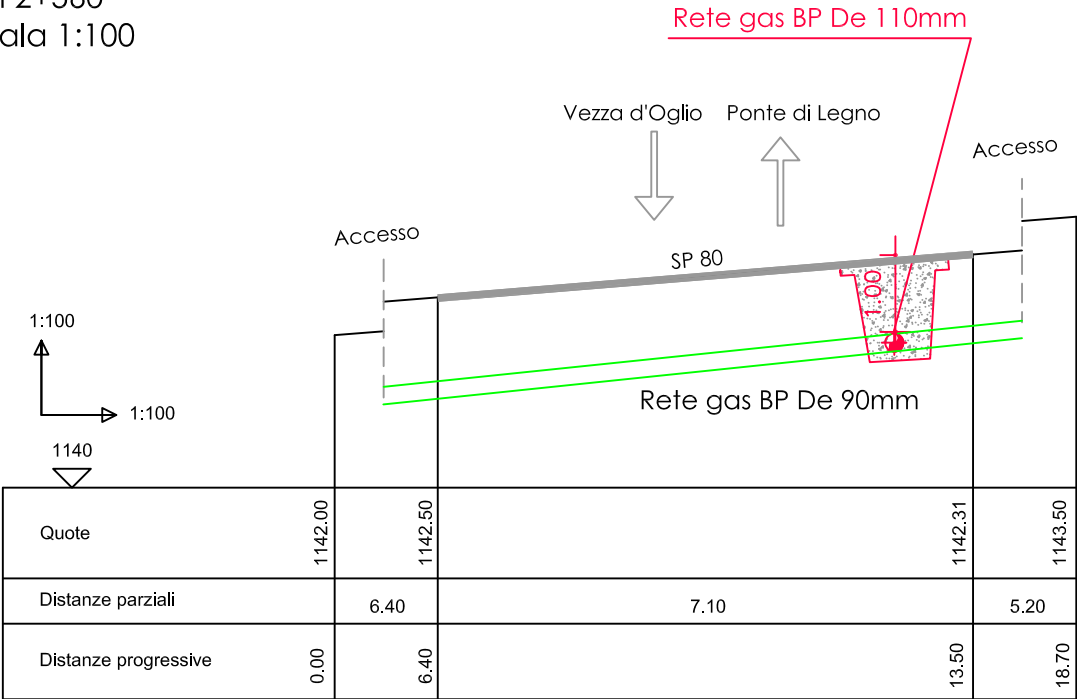 2+580
ala 1:100
Rete gas BP De 110mm
Vezza d'Oglio
Ponte di Legno
Accesso
Accesso
SP 80
1.00
1:100
1:100
Rete gas BP De 90mm
1140
Quote 1142.00 1142.50 1142.31 1143.50
Distanze parziali 6.40 7.10 5.20
Distanze progressive 0.00 6.40 13.50 18.70